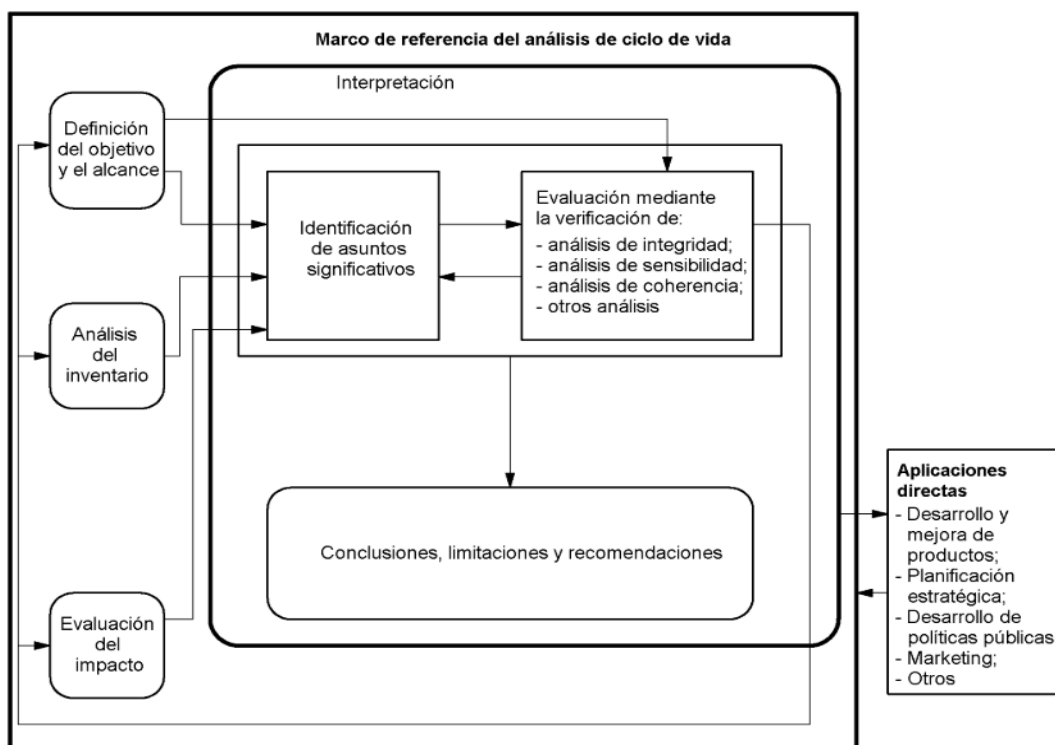 Marco de referencia del análisis de ciclo de vida
Interpretación
Definición
del objetivo
y el alcance
Identificación
de asuntos
significativos
Evaluación mediante
la verificación de:
- análisis de integridad;
- análisis de sensibilidad;
- análisis de coherencia;
- otros análisis
Análisis
del
inventario
Evaluación
del
impacto
Conclusiones, limitaciones y recomendaciones
Aplicaciones
directas
- Desarrollo y
mejora de
productos;
- Planificación
estratégica;
- Desarrollo de
políticas públicas
- Marketing;
- Otros